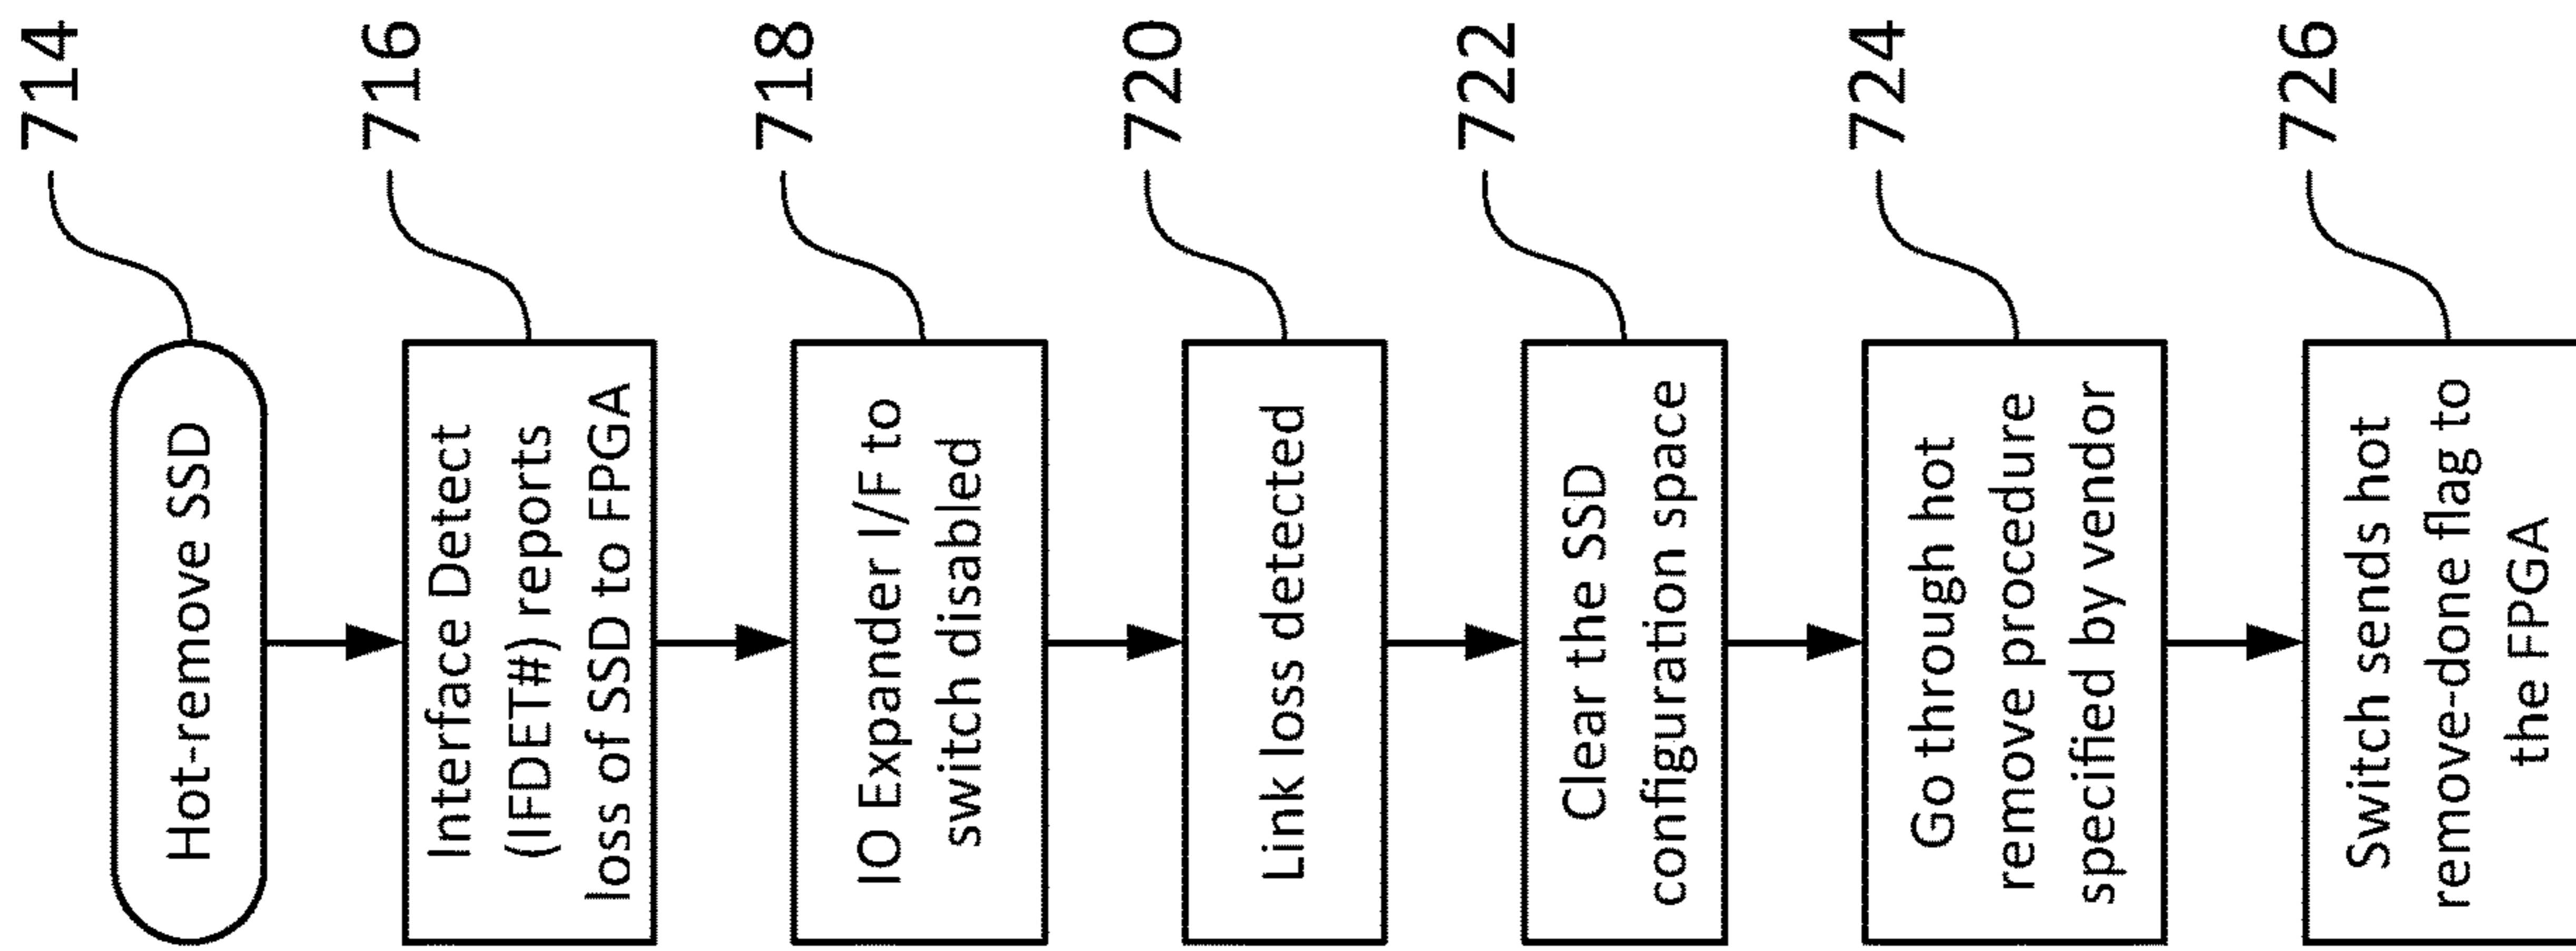 714
Hot-remove SSD
716
Interface Detect
(IFDET#) reports
loss of SSD to FPGA
718
IO Expander I/F to
switch disabled
720
Link loss detected
722
Clear the SSD
configuration space
724
Go through hot
remove procedure
specified by vendor
726
Switch sends hot
remove-done flag to
the FPGA